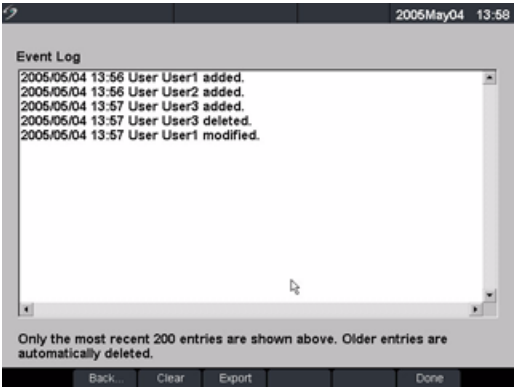 2005May04 13:58
Event Log
2005/05/04 13:56 User User1 added.
2005/05/04 13:56 User User2 added.
2005/05/04 13:57 User User3 added.
2005/05/04 13:57 User User3 deleted.
2005/05/04 13:57 User User1 modified.
Only the most recent 200 entries are shown above. Older entries are
automatically deleted.
Back... Clear Export Done